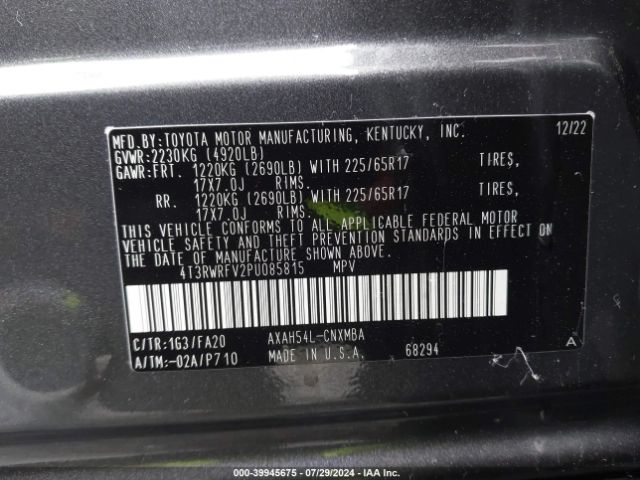 MFD. BY: TOYOTA MOTOR MANUFACTURING, KENTUCKY, INC. 12/22
GVWR: 2230KG (4920LB)
GAWR: FRT. 1220KG (2690LB) WITH 225/65R17 TIRES,
17X7.0J RIMS.
RR. 1220KG (2690LB) WITH 225/65R17 TIRES,
17X7.0J RIMS.
THIS VEHICLE CONFORMS TO ALL APPLICABLE FEDERAL MOTOR
VEHICLE SAFETY AND THEFT PREVENTION STANDARDS IN EFFECT ON
THE DATE OF MANUFACTURE SHOWN ABOVE.
4T3RWRFV2PU085815 MPV
C/TR: 1G3/FA20 AXAH54L-CNXMBA A
A/TM: -02A/P710 MADE IN U.S.A. 68294
000-39945675 - 07/29/2024 - IAA Inc.